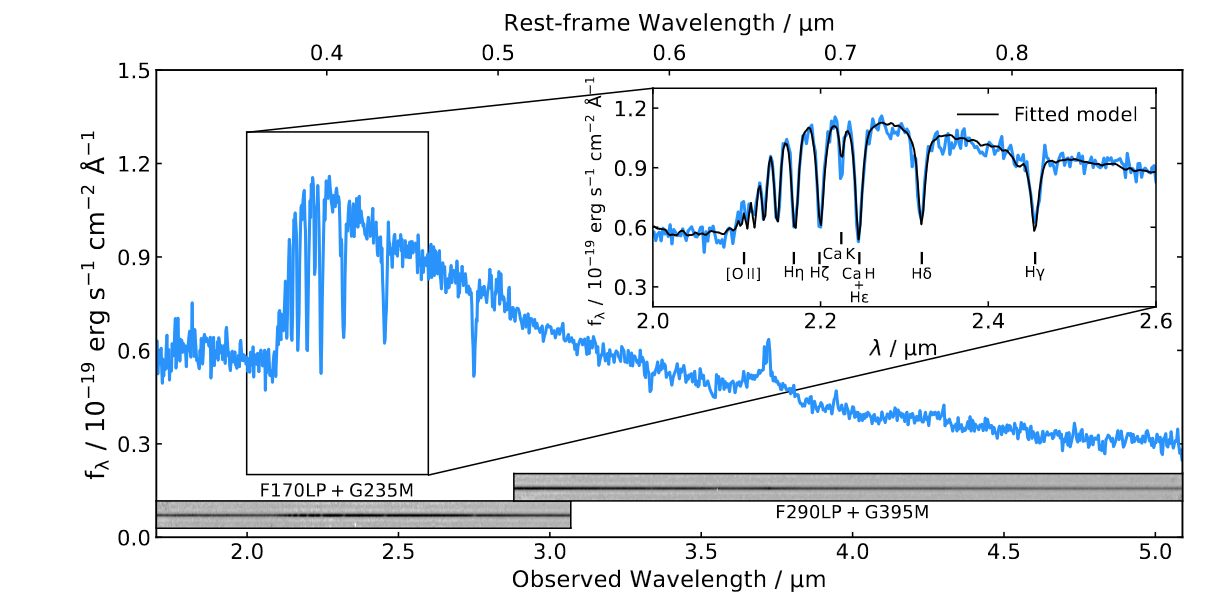 Rest-frame Wavelength / μm
0.4 0.5 0.6 0.7 0.8
1.5
1.2
0.9
0.6
0.3
0.0
f_λ / 10⁻¹⁹ erg s⁻¹ cm⁻² Å⁻¹
1.2
0.9
0.6
0.3
f_λ / 10⁻¹⁹ erg s⁻¹ cm⁻² Å⁻¹
Fitted model
Ca K
[O II] Hη Hζ Ca H Hδ Hγ
+
Hε
2.0 2.2 2.4 2.6
λ / μm
F170LP + G235M
F290LP + G395M
2.0 2.5 3.0 3.5 4.0 4.5 5.0
Observed Wavelength / μm